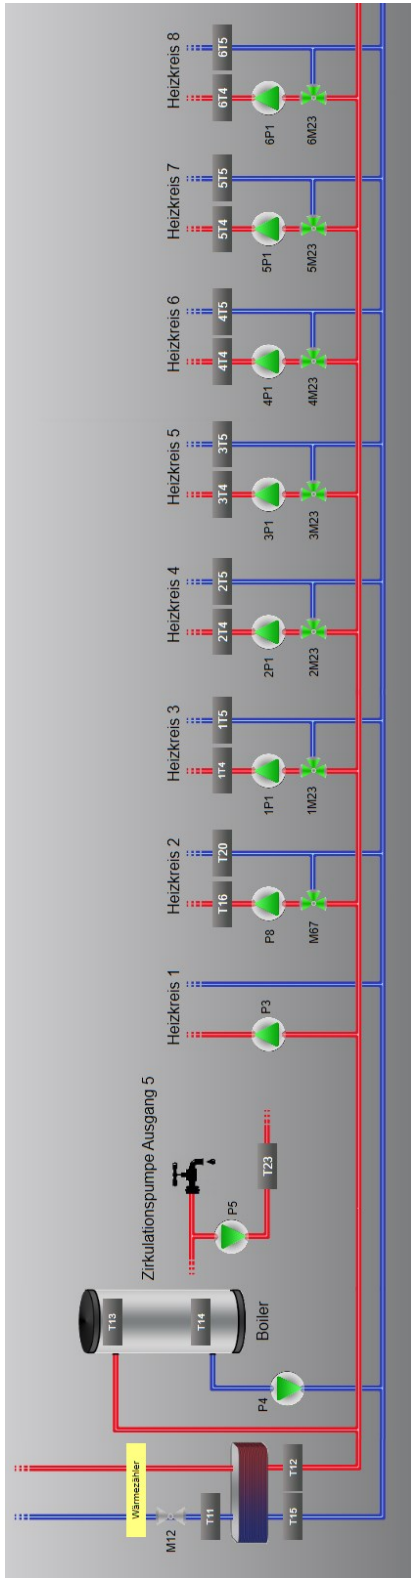 Wärmezähler
M12
T11
T15
T12
T13
T14
Boiler
P4
Zirkulationspumpe Ausgang 5
P5
T23
Heizkreis 1
P3
Heizkreis 2
T16
T20
P8
M67
Heizkreis 3
1T4
1T5
1P1
1M23
Heizkreis 4
2T4
2T5
2P1
2M23
Heizkreis 5
3T4
3T5
3P1
3M23
Heizkreis 6
4T4
4T5
4P1
4M23
Heizkreis 7
5T4
5T5
5P1
5M23
Heizkreis 8
6T4
6T5
6P1
6M23